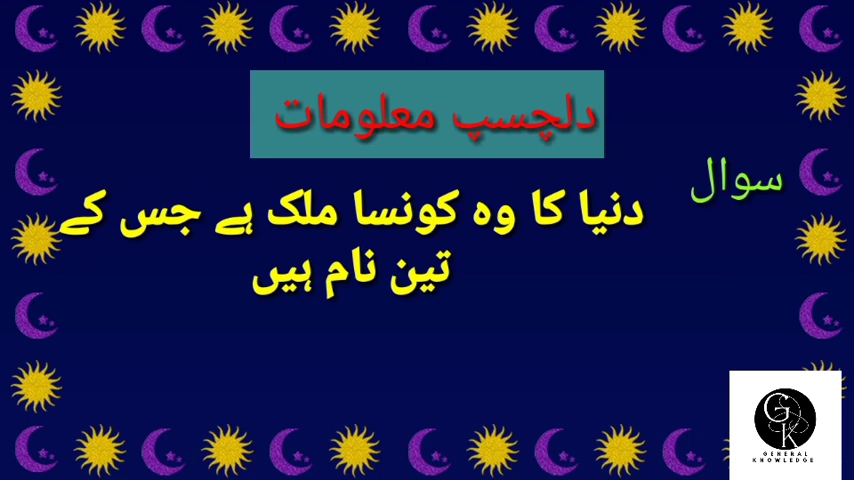 دلچسپ معلومات
سوال
دنیا کا وہ کونسا ملک ہے جس کے
تین نام ہیں
GK
GENERAL
KNOWLEDGE